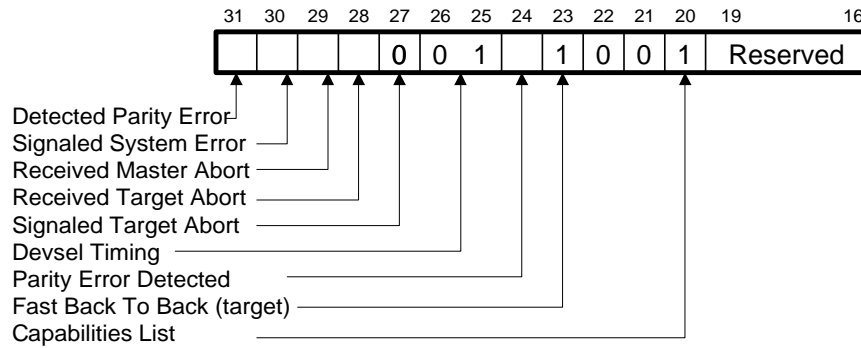 31 30 29 28 27 26 25 24 23 22 21 20 19 16
0 0 1 1 0 0 1 Reserved
Detected Parity Error
Signaled System Error
Received Master Abort
Received Target Abort
Signaled Target Abort
Devsel Timing
Parity Error Detected
Fast Back To Back (target)
Capabilities List